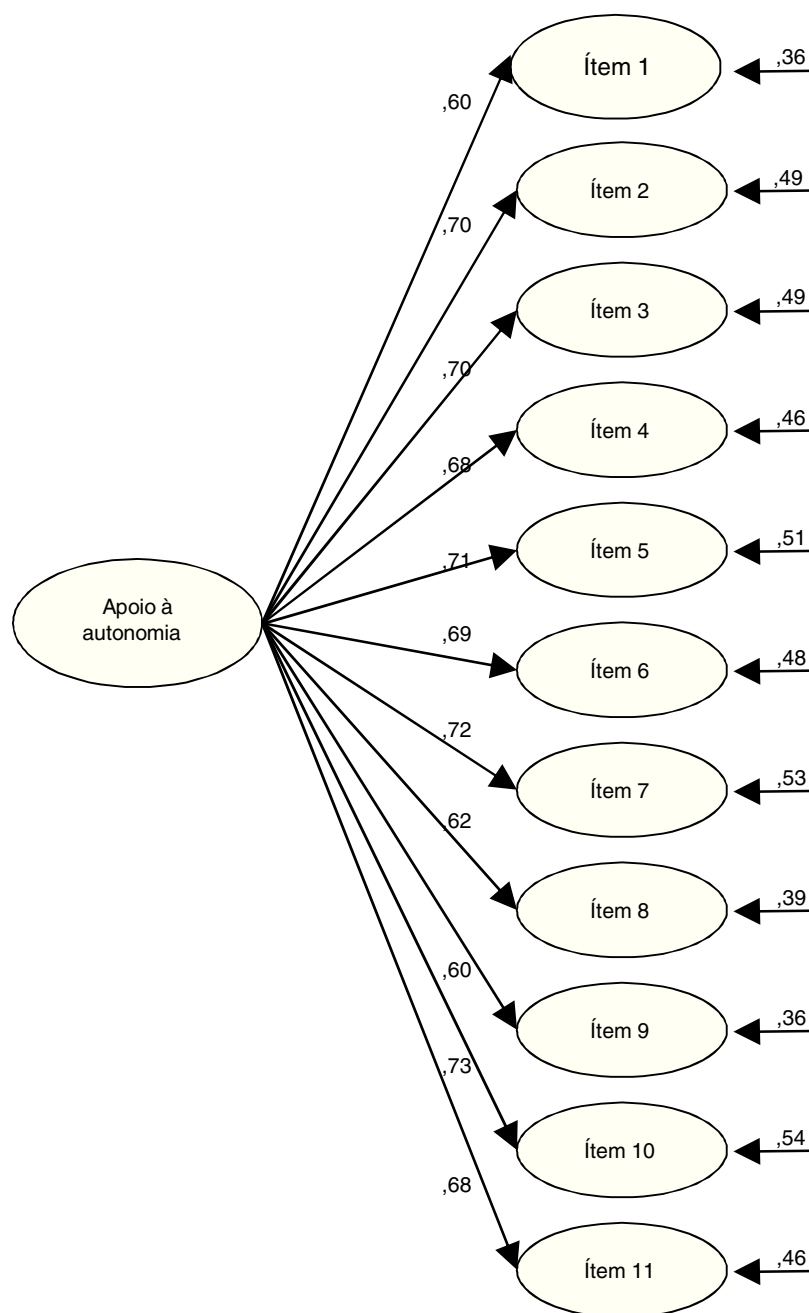 Ítem 1
,36
,60
Ítem 2
,49
,70
Ítem 3
,49
,70
Ítem 4
,46
,68
Ítem 5
,51
,71
Apoio à
autonomia
Ítem 6
,48
,69
Ítem 7
,53
,72
Ítem 8
,39
,62
Ítem 9
,36
,60
Ítem 10
,54
,73
Ítem 11
,46
,68